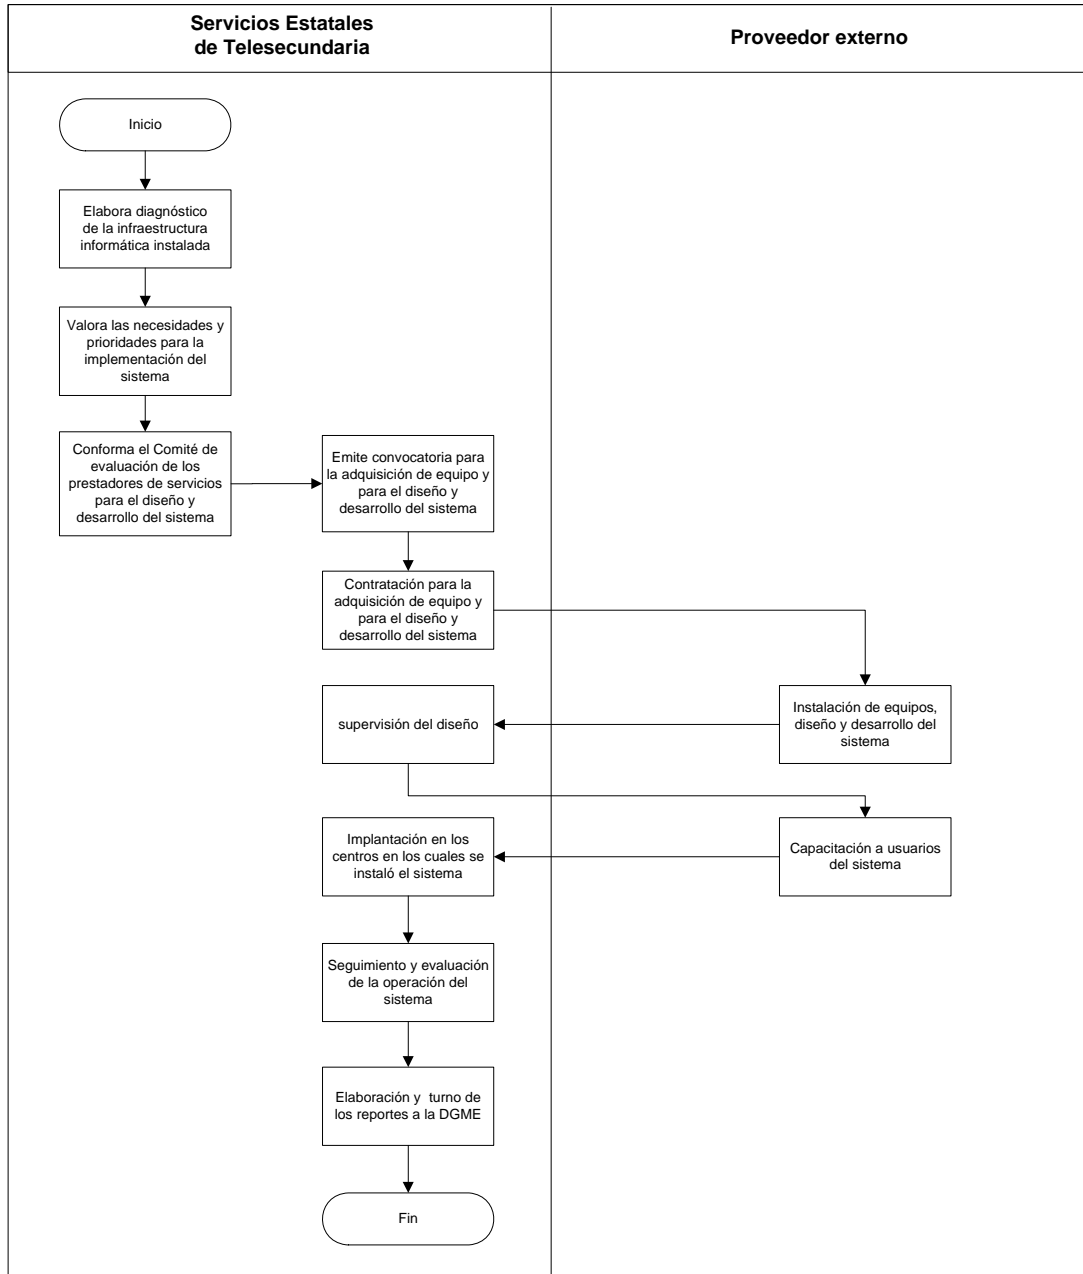 Servicios Estatales
de Telesecundaria
Proveedor externo
Inicio
Elabora diagnóstico
de la infraestructura
informática instalada
Valora las necesidades y
prioridades para la
implementación del
sistema
Conforma el Comité de
evaluación de los
prestadores de servicios
para el diseño y
desarrollo del sistema
Emite convocatoria para
la adquisición de equipo y
para el diseño y
desarrollo del sistema
Contratación para la
adquisición de equipo y
para el diseño y
desarrollo del sistema
Instalación de equipos,
diseño y desarrollo del
sistema
supervisión del diseño
Capacitación a usuarios
del sistema
Implantación en los
centros en los cuales se
instaló el sistema
Seguimiento y evaluación
de la operación del
sistema
Elaboración y  turno de
los reportes a la DGME
Fin